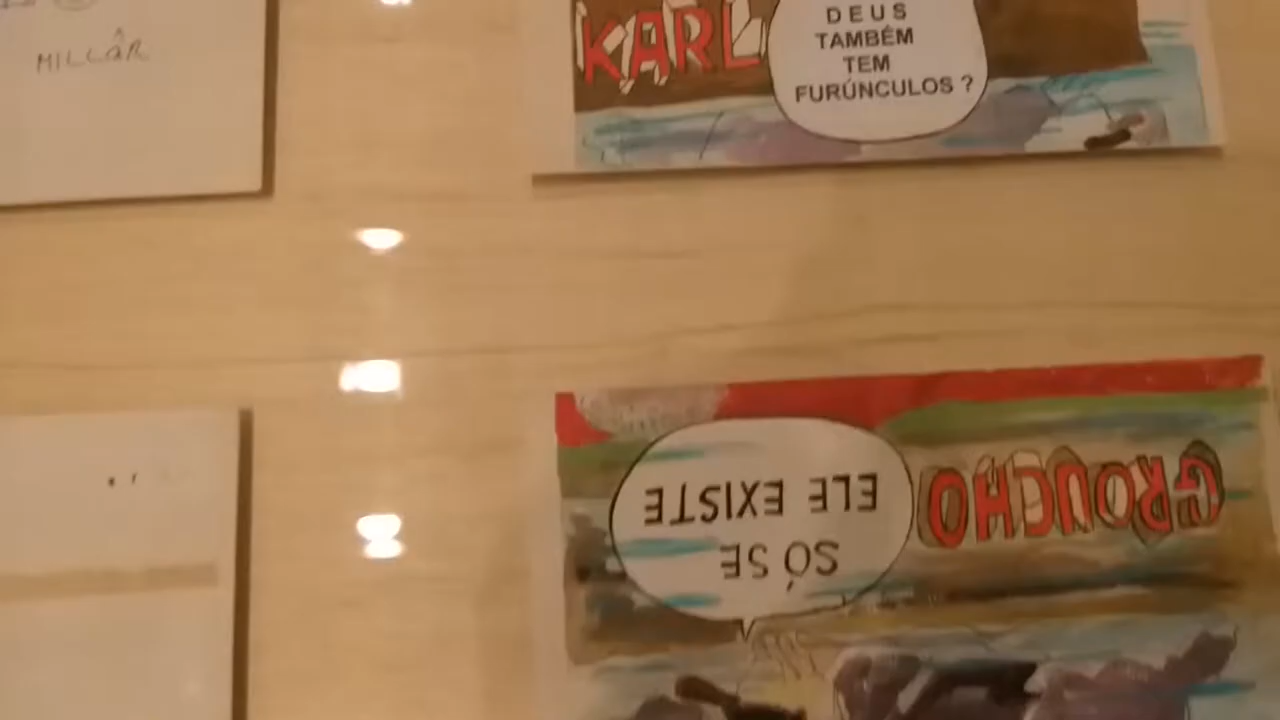 MILLÔR
KARL
DEUS
TAMBÉM
TEM
FURÚNCULOS ?
GROUCHO
SÓ SE
ELE EXISTE